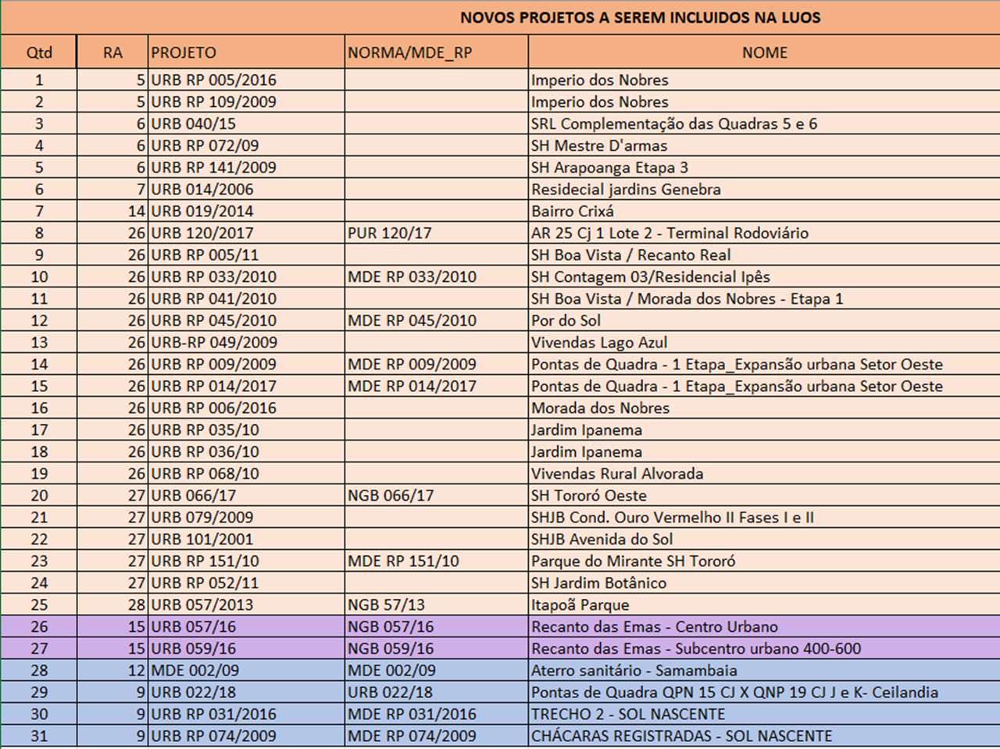 NOVOS PROJETOS A SEREM INCLUIDOS NA LUOS
Qtd RA PROJETO NORMA/MDE_RP NOME
1 5 URB RP 005/2016 Imperio dos Nobres
2 5 URB RP 109/2009 Imperio dos Nobres
3 6 URB 040/15 SRL Complementação das Quadras 5 e 6
4 6 URB RP 072/09 SH Mestre D'armas
5 6 URB RP 141/2009 SH Arapoanga Etapa 3
6 7 URB 014/2006 Residecial jardins Genebra
7 14 URB 019/2014 Bairro Crixá
8 26 URB 120/2017 PUR 120/17 AR 25 Cj 1 Lote 2 - Terminal Rodoviário
9 26 URB RP 005/11 SH Boa Vista / Recanto Real
10 26 URB RP 033/2010 MDE RP 033/2010 SH Contagem 03/Residencial Ipês
11 26 URB RP 041/2010 SH Boa Vista / Morada dos Nobres - Etapa 1
12 26 URB RP 045/2010 MDE RP 045/2010 Por do Sol
13 26 URB-RP 049/2009 Vivendas Lago Azul
14 26 URB RP 009/2009 MDE RP 009/2009 Pontas de Quadra - 1 Etapa_Expansão urbana Setor Oeste
15 26 URB RP 014/2017 MDE RP 014/2017 Pontas de Quadra - 1 Etapa_Expansão urbana Setor Oeste
16 26 URB RP 006/2016 Morada dos Nobres
17 26 URB RP 035/10 Jardim Ipanema
18 26 URB RP 036/10 Jardim Ipanema
19 26 URB RP 068/10 Vivendas Rural Alvorada
20 27 URB 066/17 NGB 066/17 SH Tororó Oeste
21 27 URB 079/2009 SHJB Cond. Ouro Vermelho II Fases I e II
22 27 URB 101/2001 SHJB Avenida do Sol
23 27 URB RP 151/10 MDE RP 151/10 Parque do Mirante SH Tororó
24 27 URB RP 052/11 SH Jardim Botânico
25 28 URB 057/2013 NGB 57/13 Itapoã Parque
26 15 URB 057/16 NGB 057/16 Recanto das Emas - Centro Urbano
27 15 URB 059/16 NGB 059/16 Recanto das Emas - Subcentro urbano 400-600
28 12 MDE 002/09 MDE 002/09 Aterro sanitário - Samambaia
29 9 URB 022/18 URB 022/18 Pontas de Quadra QPN 15 CJ X QNP 19 CJ J e K- Ceilandia
30 9 URB RP 031/2016 MDE RP 031/2016 TRECHO 2 - SOL NASCENTE
31 9 URB RP 074/2009 MDE RP 074/2009 CHÁCARAS REGISTRADAS - SOL NASCENTE